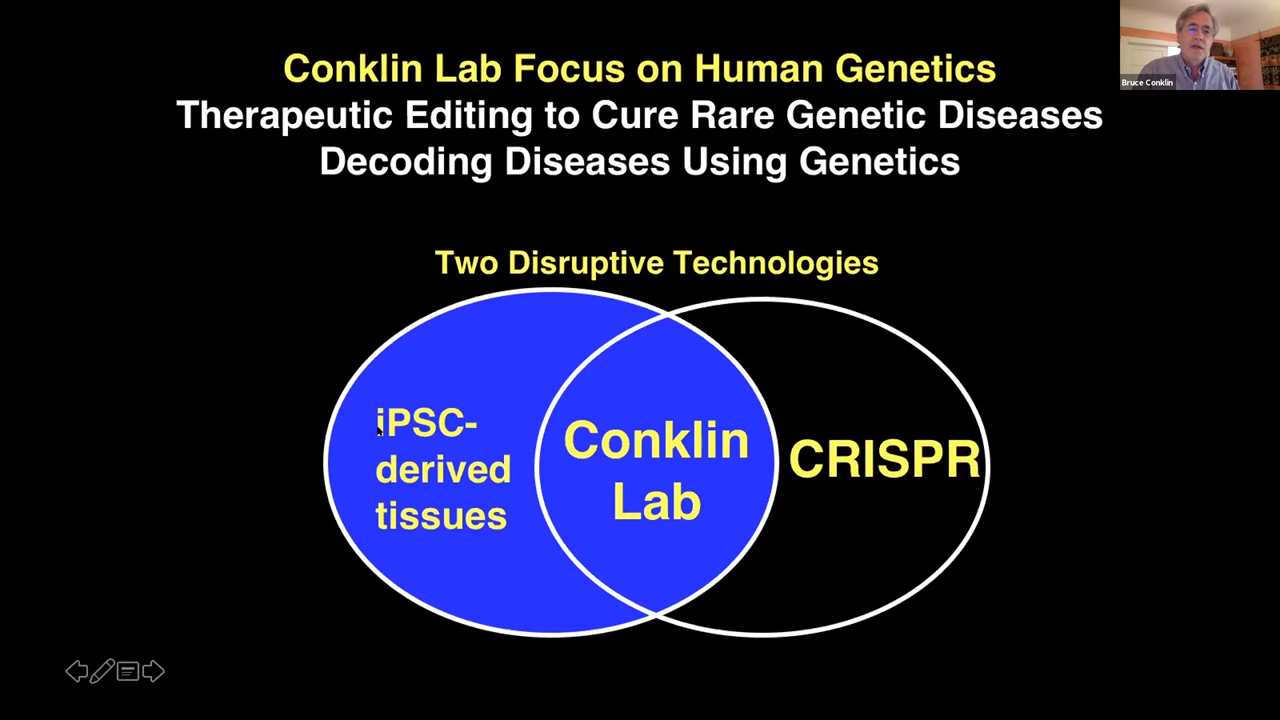 Conklin Lab Focus on Human Genetics
Therapeutic Editing to Cure Rare Genetic Diseases
Decoding Diseases Using Genetics
Two Disruptive Technologies
iPSC-
derived
tissues
Conklin
Lab
CRISPR
Bruce Conklin